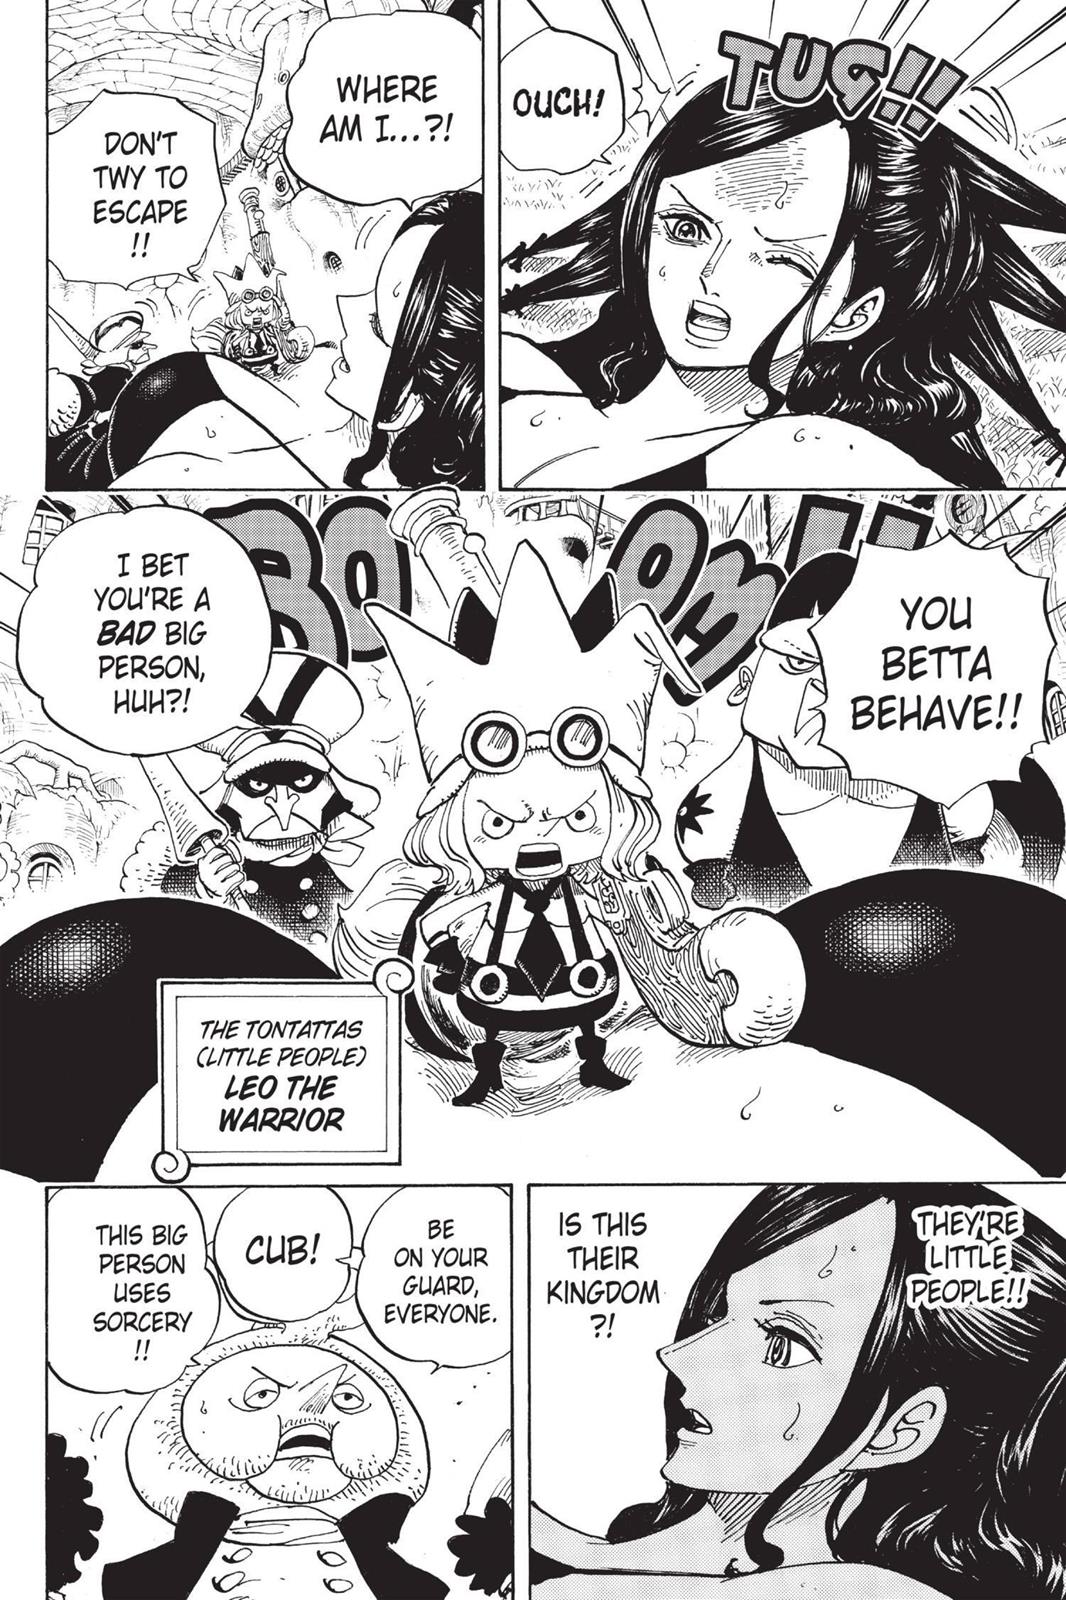 TUG!!
OUCH!
WHERE
AM I...?!
DON'T
TWY TO
ESCAPE
!!
BOOOM!!
YOU
BETTA
BEHAVE!!
I BET
YOU'RE A
BAD BIG
PERSON,
HUH?!
THE TONTATTAS
(LITTLE PEOPLE)
LEO THE
WARRIOR
THEY'RE
LITTLE
PEOPLE!!
IS THIS
THEIR
KINGDOM
?!
BE
ON YOUR
GUARD,
EVERYONE.
CUB!
THIS BIG
PERSON
USES
SORCERY
!!